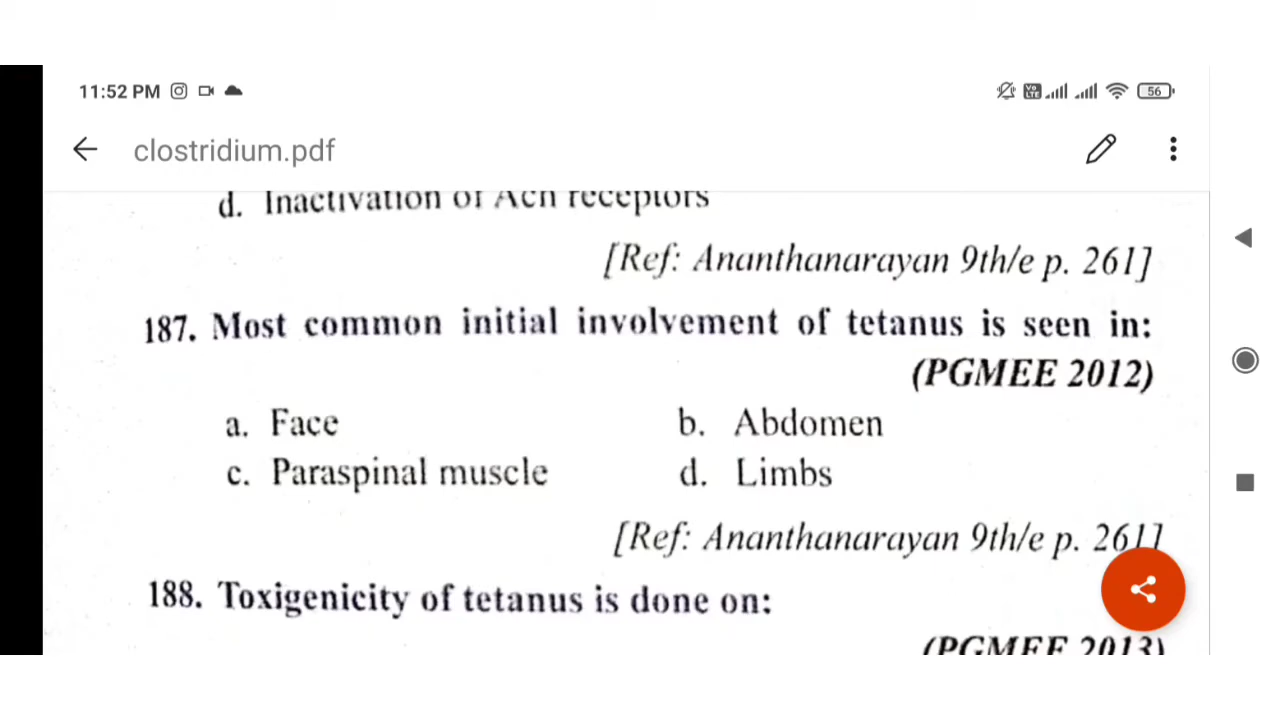 11:52 PM
56
clostridium.pdf
d. Inactivation of Ach receptors
[Ref: Ananthanarayan 9th/e p. 261]
187. Most common initial involvement of tetanus is seen in:
(PGMEE 2012)
a. Face b. Abdomen
c. Paraspinal muscle d. Limbs
[Ref: Ananthanarayan 9th/e p. 261]
188. Toxigenicity of tetanus is done on:
(PGMEE 2013)